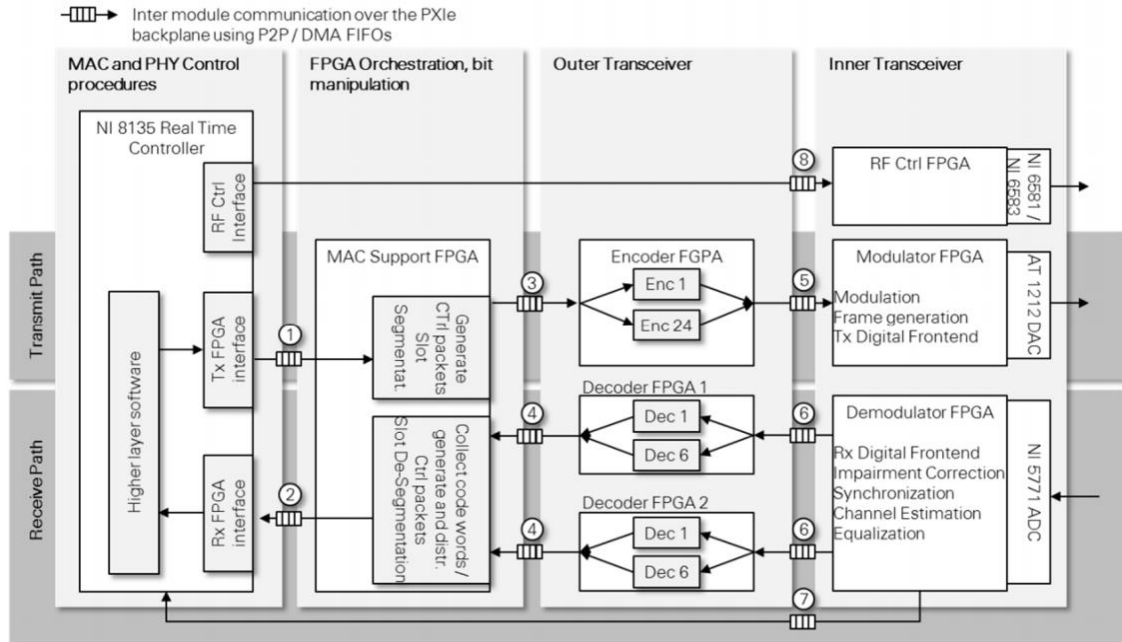 Inter module communication over the PXIe
backplane using P2P / DMA FIFOs
MAC and PHY Control
procedures
FPGA Orchestration, bit
manipulation
Outer Transceiver
Inner Transceiver
NI 8135 Real Time
Controller
RF Ctrl
Interface
8
RF Ctrl FPGA
NI 6581 /
NI 6583
Transmit Path
Higher layer software
Tx FPGA
interface
1
MAC Support FPGA
Generate
CTrl packets
Slot
Segmentat.
3
Encoder FGPA
Enc 1
Enc 24
5
Modulator FPGA
Modulation
Frame generation
Tx Digital Frontend
AT 1212 DAC
Receive Path
Rx FPGA
interface
2
Collect code words /
generate and distr.
Ctrl packets
Slot De-Segmentation
4
Decoder FPGA 1
Dec 1
Dec 6
6
4
Decoder FPGA 2
Dec 1
Dec 6
6
Demodulator FPGA
Rx Digital Frontend
Impairment Correction
Synchronization
Channel Estimation
Equalization
NI 5771 ADC
7